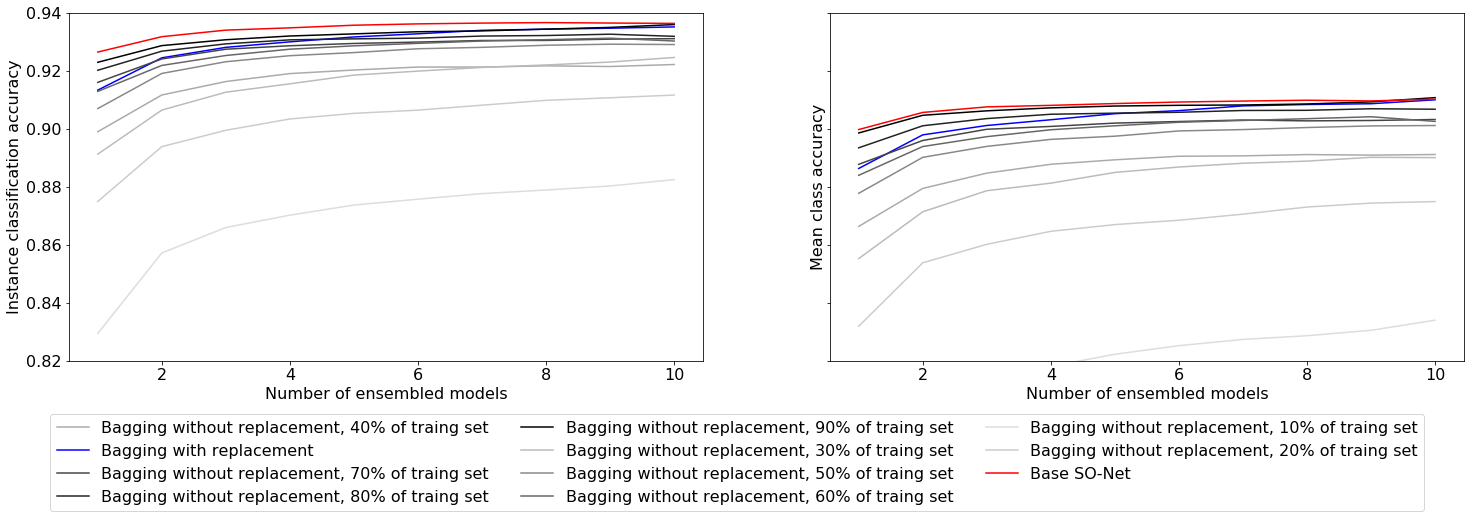 0.94
0.92
0.90
0.88
0.86
0.84
0.82
Instance classification accuracy
2 4 6 8 10
Number of ensembled models
Mean class accuracy
2 4 6 8 10
Number of ensembled models
Bagging without replacement, 40% of traing set
Bagging with replacement
Bagging without replacement, 70% of traing set
Bagging without replacement, 80% of traing set
Bagging without replacement, 90% of traing set
Bagging without replacement, 30% of traing set
Bagging without replacement, 50% of traing set
Bagging without replacement, 60% of traing set
Bagging without replacement, 10% of traing set
Bagging without replacement, 20% of traing set
Base SO-Net